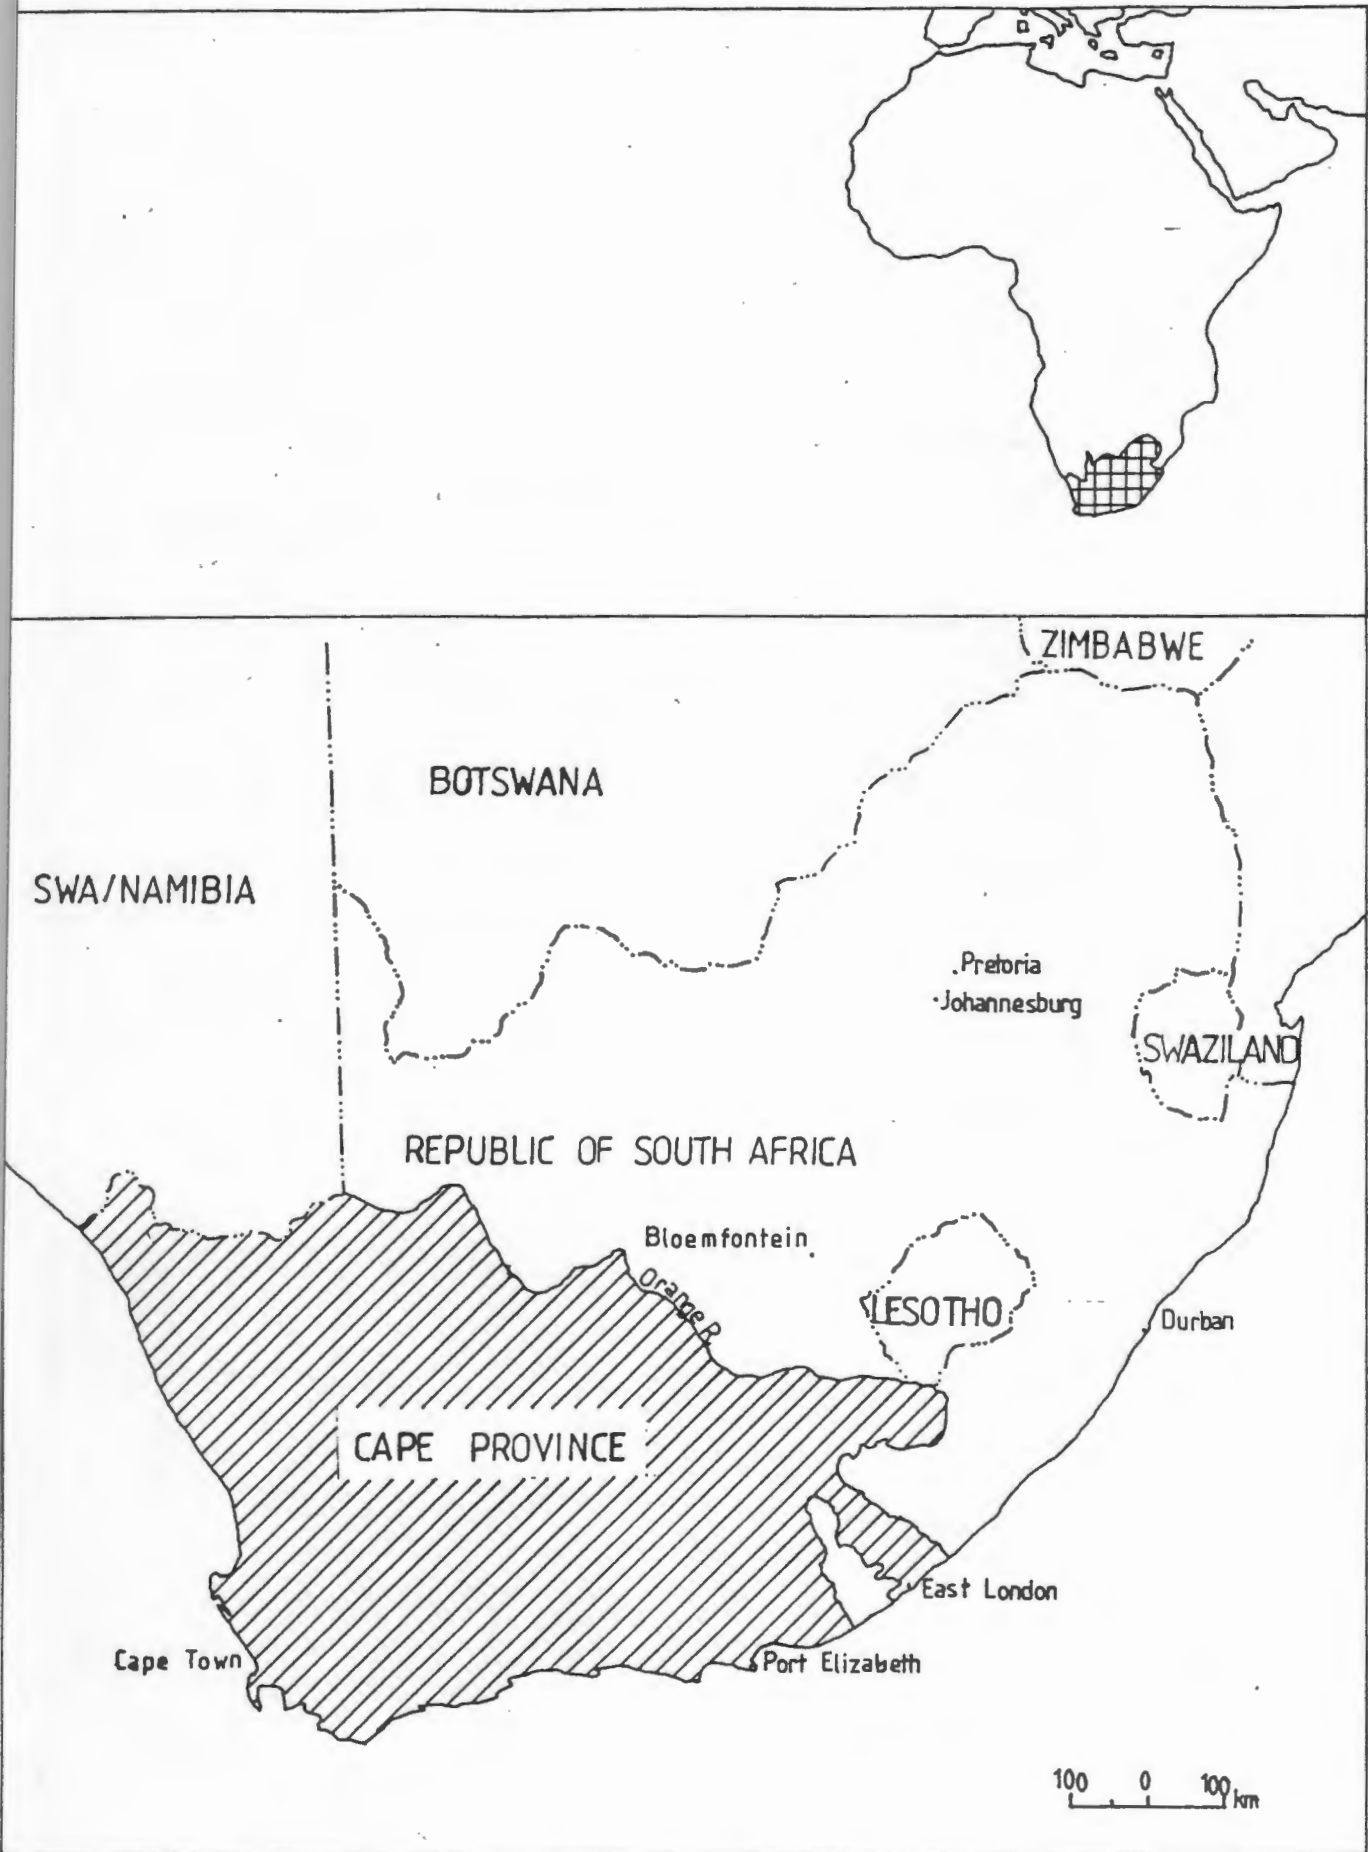 ZIMBABWE
BOTSWANA
SWA/NAMIBIA
Pretoria
Johannesburg
SWAZILAND
REPUBLIC OF SOUTH AFRICA
Bloemfontein
Orange R.
LESOTHO
Durban
CAPE PROVINCE
East London
Cape Town
Port Elizabeth
100 0 100 km